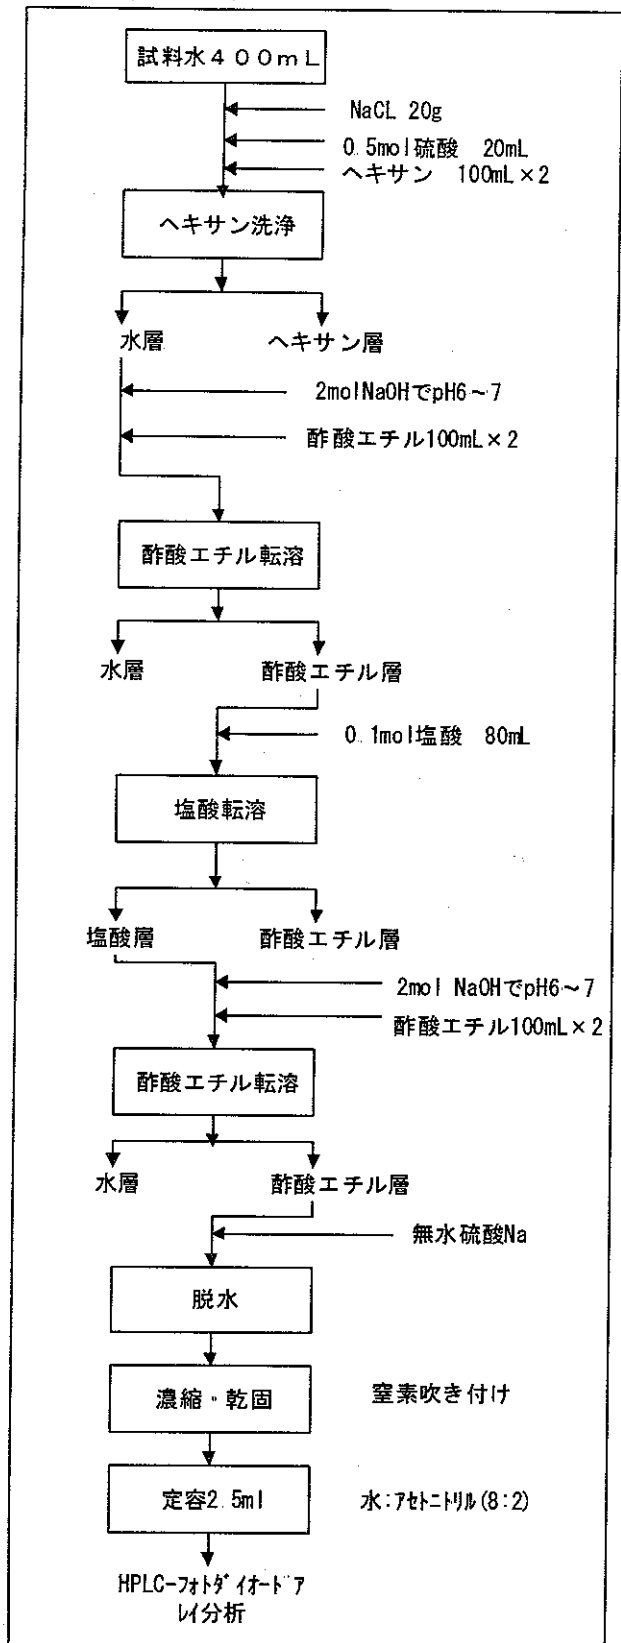 試料水４００ｍＬ
NaCL 20g
0.5mol硫酸 20mL
ヘキサン 100mL×2
ヘキサン洗浄
水層 ヘキサン層
2molNaOHでpH6～7
酢酸エチル100mL×2
酢酸エチル転溶
水層 酢酸エチル層
0.1mol塩酸 80mL
塩酸転溶
塩酸層 酢酸エチル層
2mol NaOHでpH6～7
酢酸エチル100mL×2
酢酸エチル転溶
水層 酢酸エチル層
無水硫酸Na
脱水
濃縮・乾固 窒素吹き付け
定容2.5ml 水:ｱｾﾄﾆﾄﾘﾙ(8:2)
HPLC-ﾌｫﾄﾀﾞｲｵｰﾄﾞｱ
ﾚｲ分析